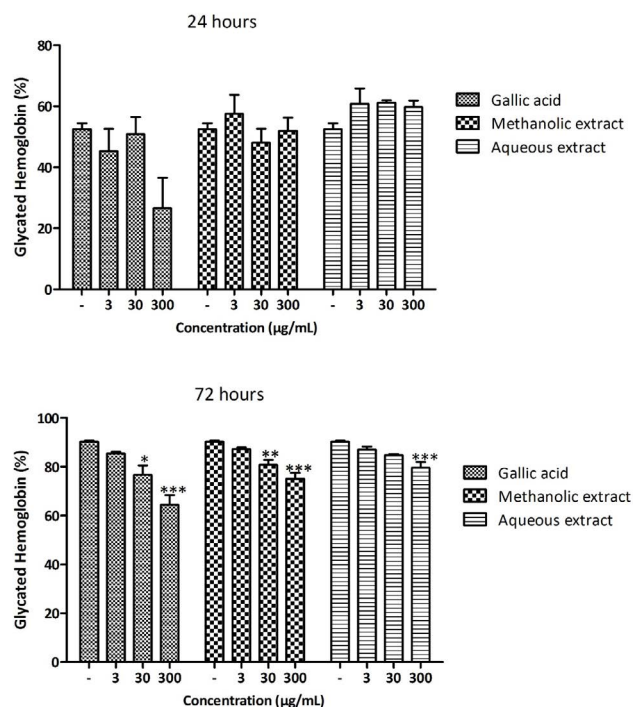 24 hours
80
60
40
20
0
Glycated Hemoglobin (%)
- 3 30 300 - 3 30 300 - 3 30 300
Concentration (µg/mL)
Gallic acid
Methanolic extract
Aqueous extract
72 hours
100
80
60
40
20
0
Glycated Hemoglobin (%)
* *** ** *** ***
- 3 30 300 - 3 30 300 - 3 30 300
Concentration (µg/mL)
Gallic acid
Methanolic extract
Aqueous extract